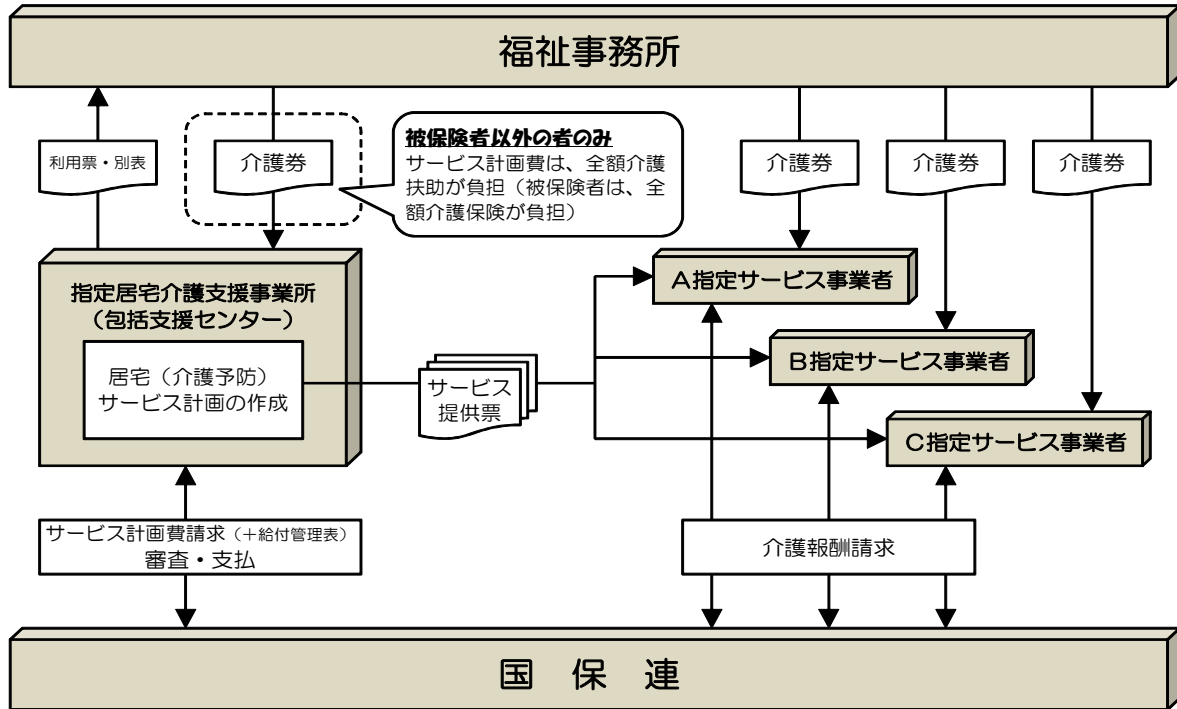 福祉事務所
利用票・別表
介護券
被保険者以外の者のみ
サービス計画費は、全額介護
扶助が負担（被保険者は、全
額介護保険が負担）
介護券
介護券
介護券
指定居宅介護支援事業所
（包括支援センター）
居宅（介護予防）
サービス計画の作成
サービス
提供票
A指定サービス事業者
B指定サービス事業者
C指定サービス事業者
サービス計画費請求（＋給付管理表）
審査・支払
介護報酬請求
国 保 連